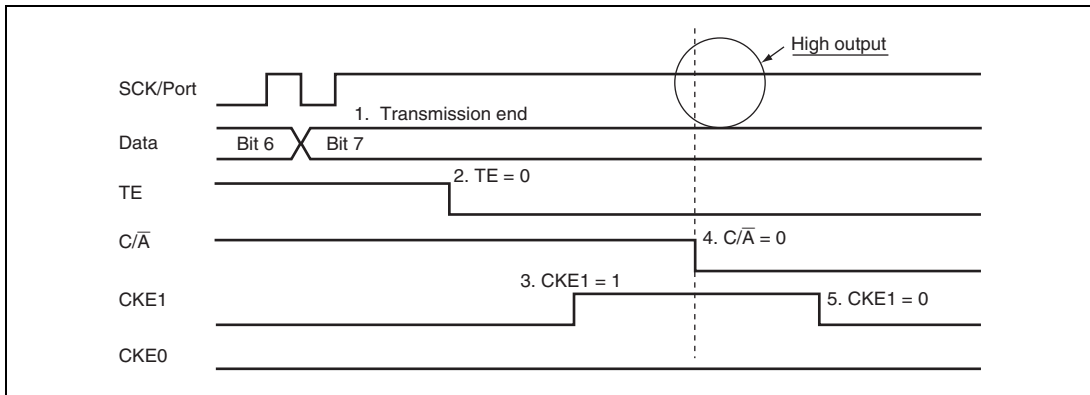 High output
SCK/Port
1. Transmission end
Data
Bit 6
Bit 7
2. TE = 0
TE
C/A̅
4. C/A̅ = 0
3. CKE1 = 1
CKE1
5. CKE1 = 0
CKE0